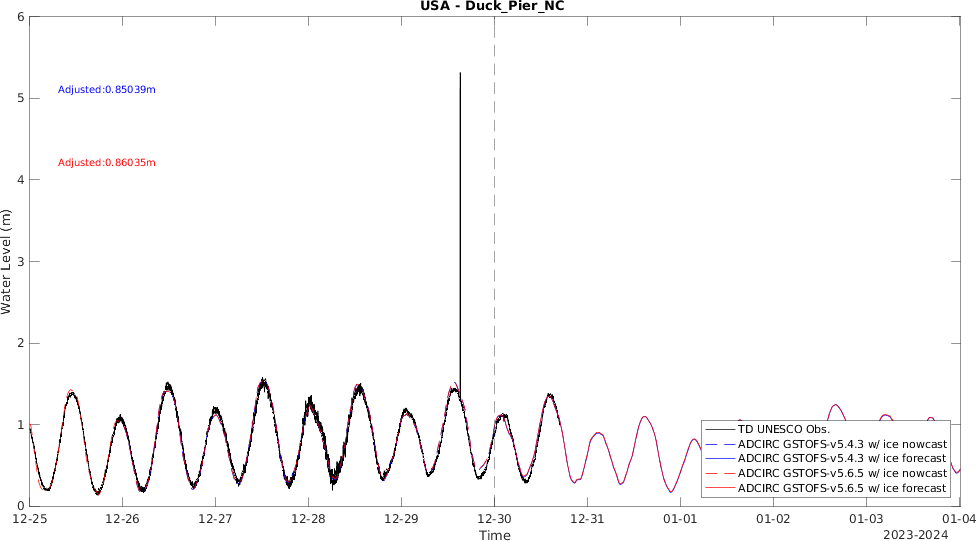 USA - Duck_Pier_NC
6
5
4
3
2
1
0
Water Level (m)
Adjusted:0.85039m
Adjusted:0.86035m
TD UNESCO Obs.
ADCIRC GSTOFS-v5.4.3 w/ ice nowcast
ADCIRC GSTOFS-v5.4.3 w/ ice forecast
ADCIRC GSTOFS-v5.6.5 w/ ice nowcast
ADCIRC GSTOFS-v5.6.5 w/ ice forecast
12-25 12-26 12-27 12-28 12-29 12-30 12-31 01-01 01-02 01-03 01-04
Time
2023-2024